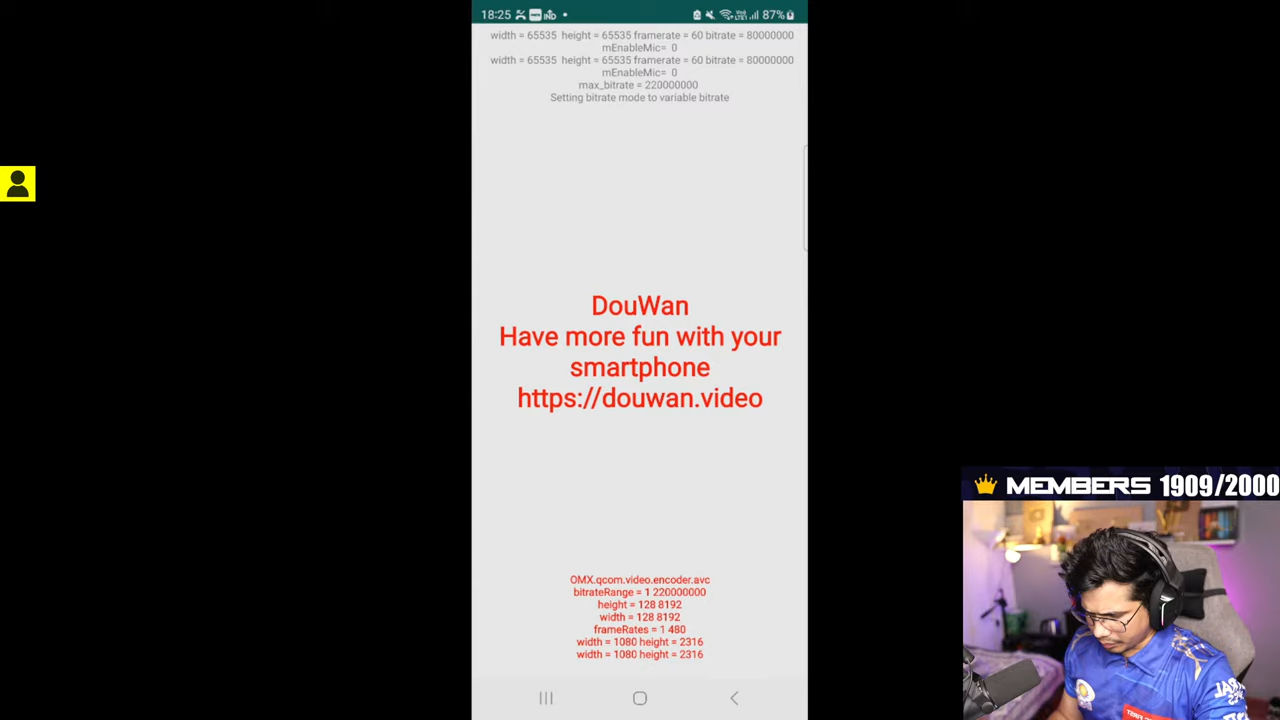 18:25
87%
width = 65535 height = 65535 framerate = 60 bitrate = 80000000
mEnableMic= 0
width = 65535 height = 65535 framerate = 60 bitrate = 80000000
mEnableMic= 0
max_bitrate = 220000000
Setting bitrate mode to variable bitrate
DouWan
Have more fun with your
smartphone
https://douwan.video
MEMBERS 1909/2000
OMX.qcom.video.encoder.avc
bitrateRange = 1 220000000
height = 128 8192
width = 128 8192
frameRates = 1 480
width = 1080 height = 2316
width = 1080 height = 2316